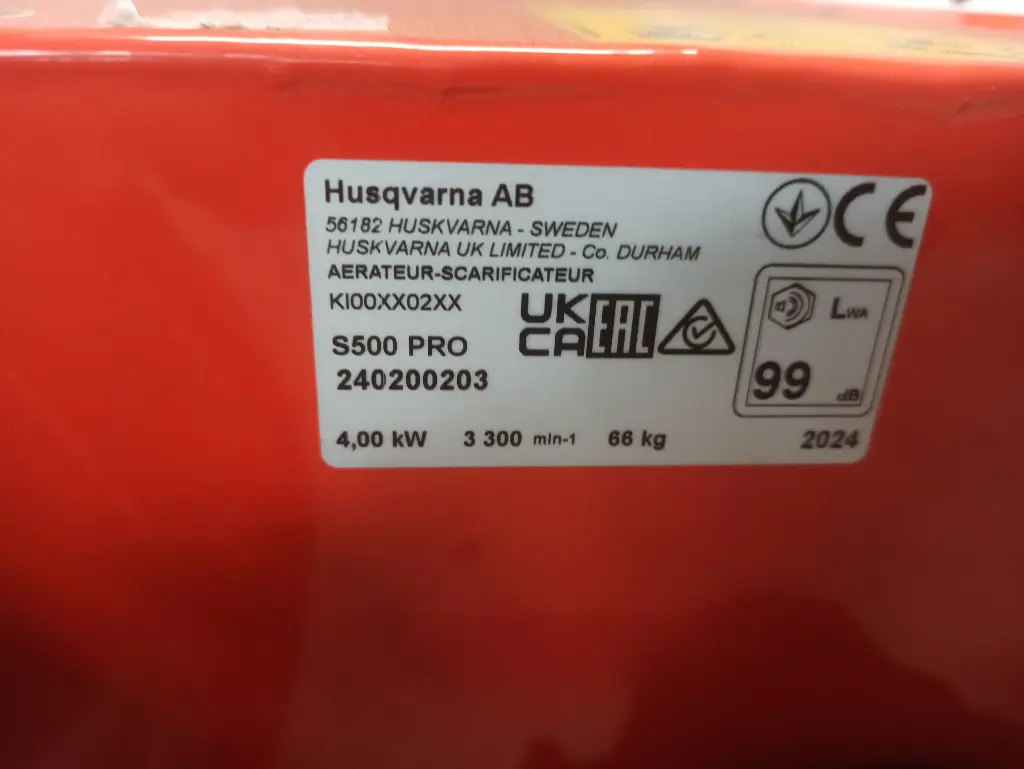 Husqvarna AB
56182 HUSKVARNA - SWEDEN
HUSKVARNA UK LIMITED - Co. DURHAM
AERATEUR-SCARIFICATEUR
KI00XX02XX
UK
CA
EAC
CE
S500 PRO
240200203
LWA
99 dB
4,00 kW 3 300 min-1 66 kg
2024